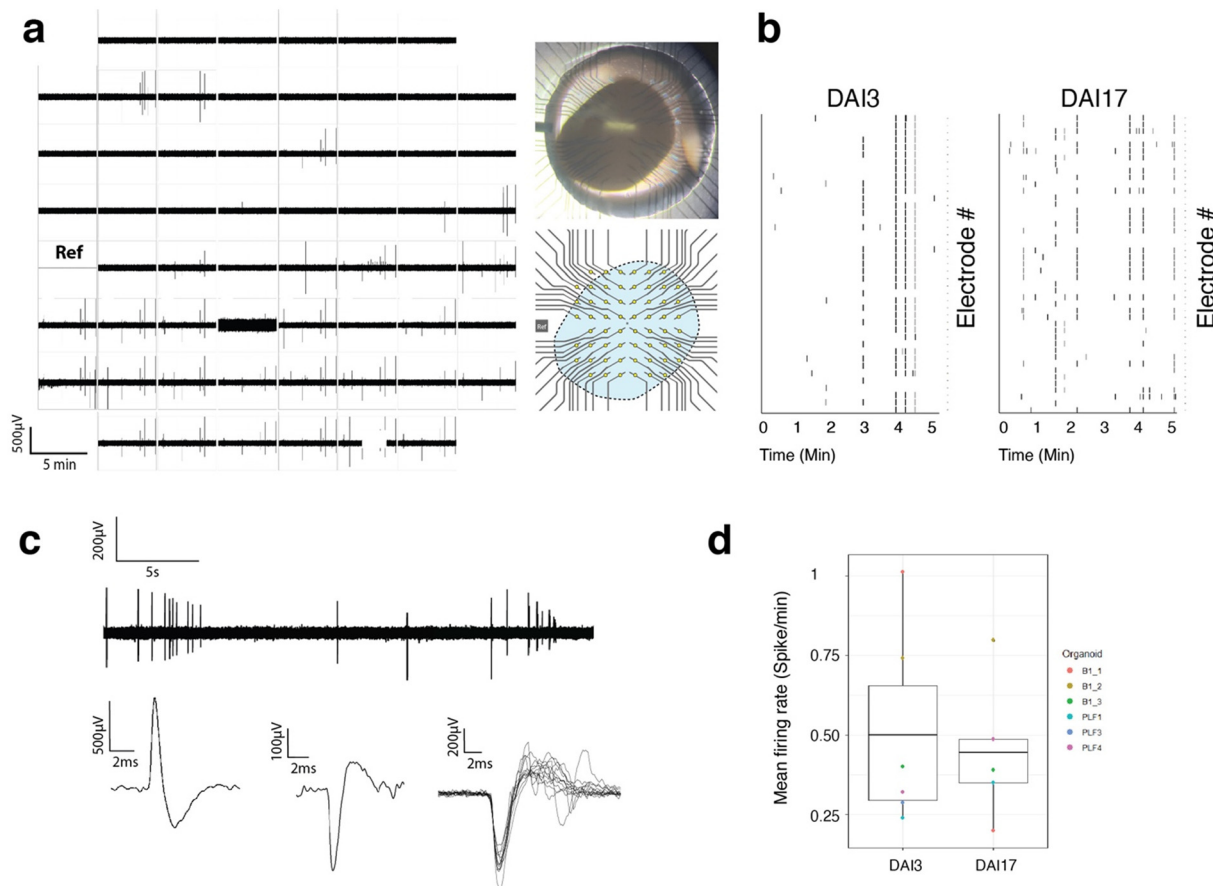 a
Ref
500µV
5 min
Ref
b
DAI3
DAI17
Electrode #
Electrode #
0 1 2 3 4 5
0 1 2 3 4 5
Time (Min)
Time (Min)
c
200µV
5s
500µV
2ms
100µV
2ms
200µV
2ms
d
Mean firing rate (Spike/min)
1
0.75
0.50
0.25
DAI3
DAI17
Organoid
B1_1
B1_2
B1_3
PLF1
PLF3
PLF4